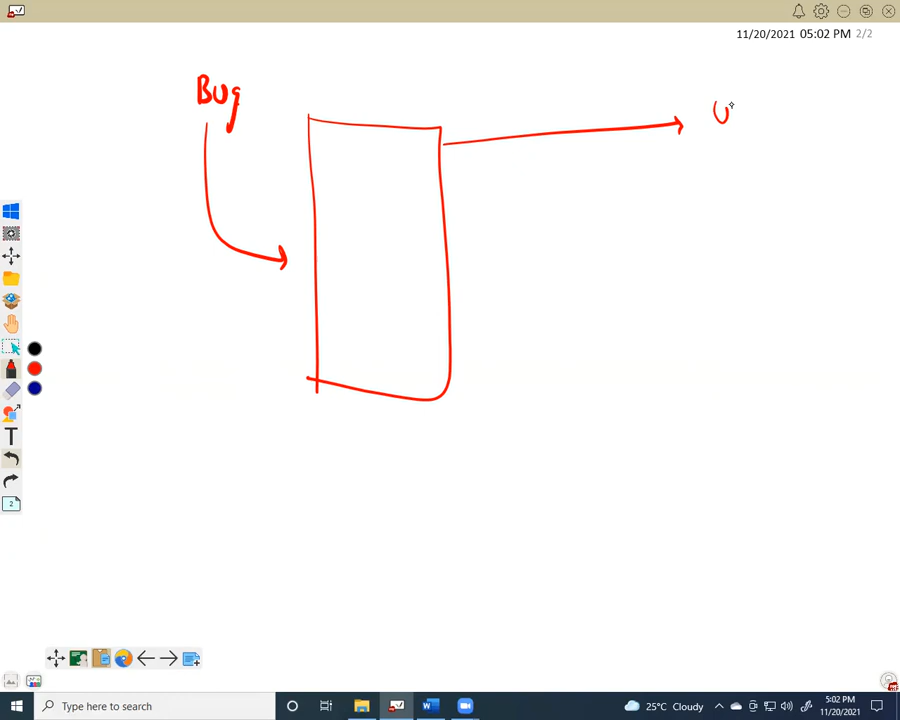 11/20/2021 05:02 PM 2/2
Bug
U
T
2
Type here to search
25°C Cloudy
5:02 PM
11/20/2021